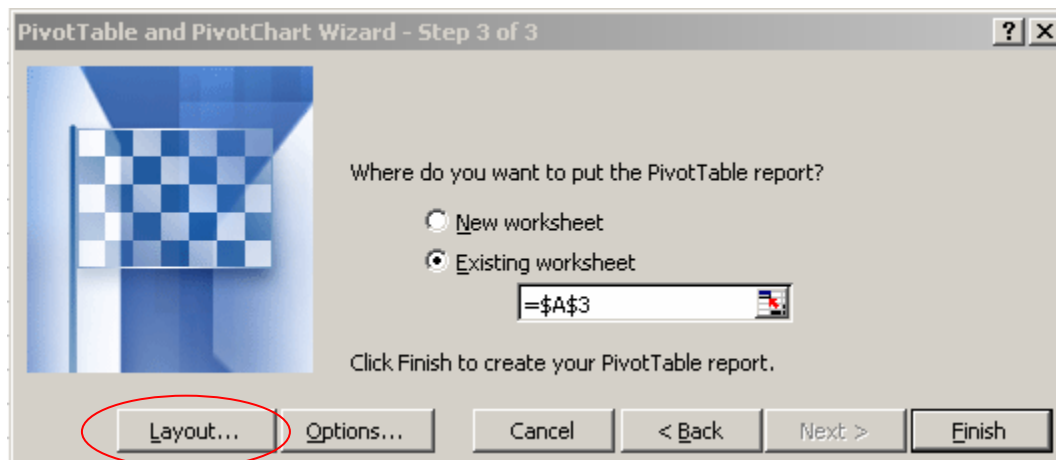 PivotTable and PivotChart Wizard - Step 3 of 3
Where do you want to put the PivotTable report?
New worksheet
Existing worksheet
=$A$3
Click Finish to create your PivotTable report.
Layout... Options... Cancel < Back Next > Finish